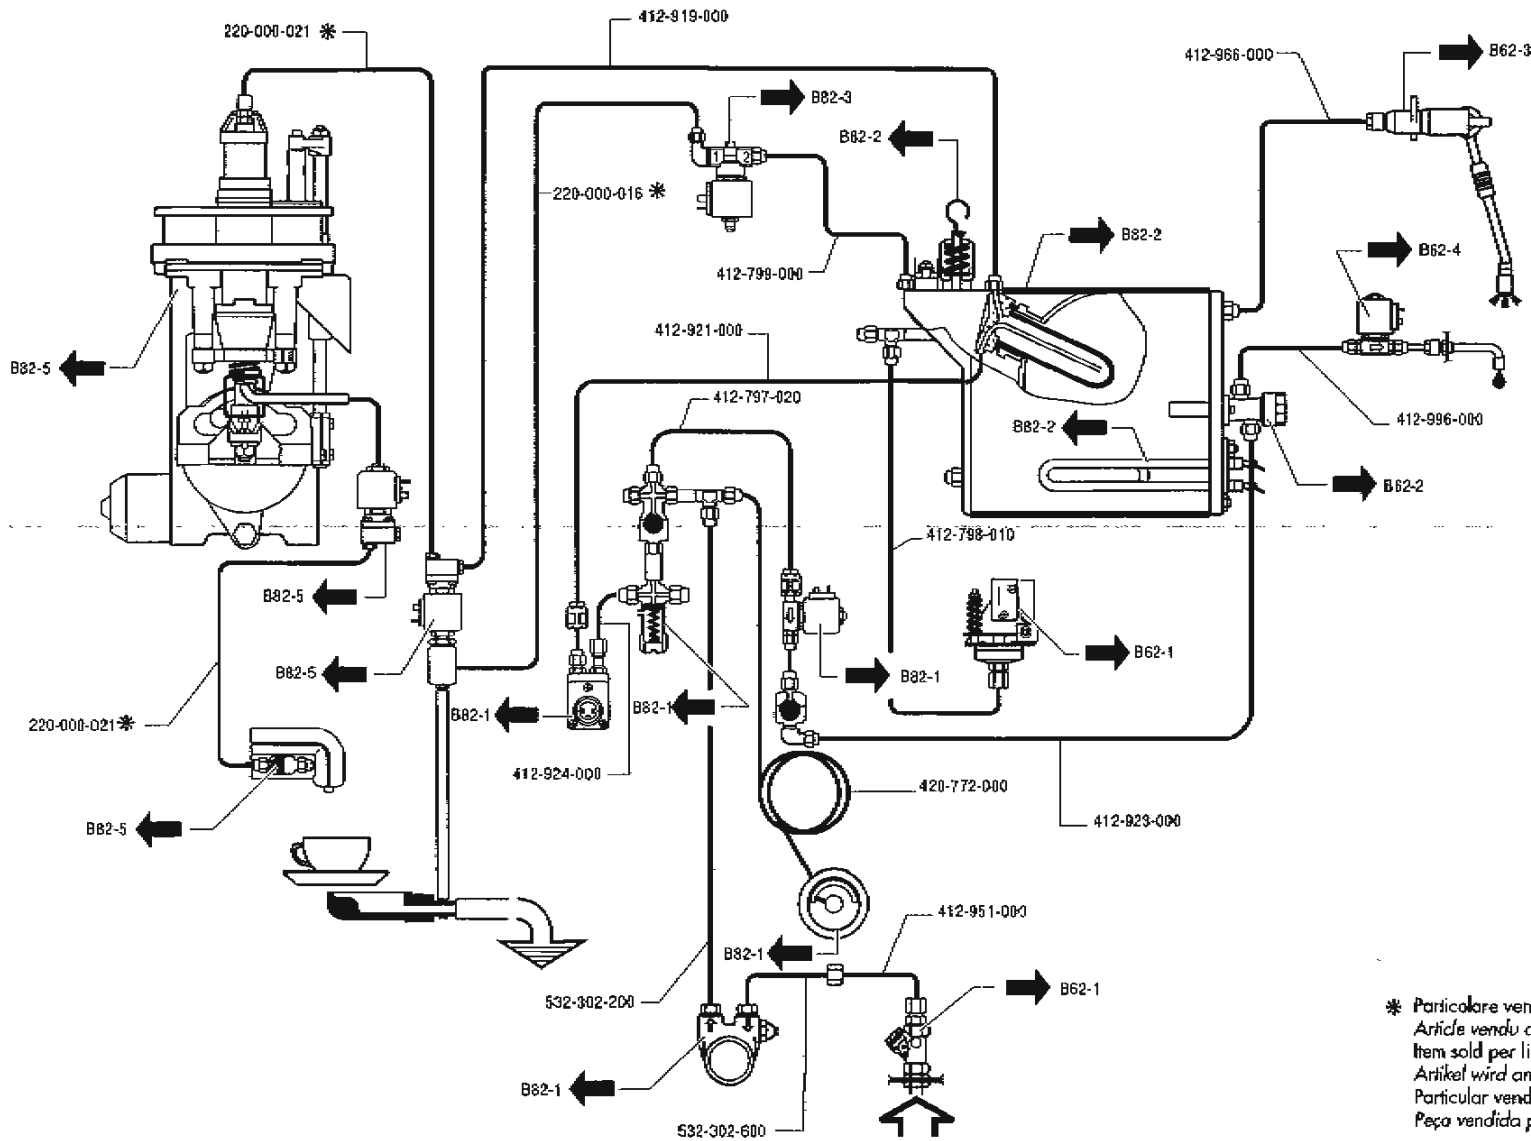 412-919-000
220-000-021 *
412-966-000
B62-3
B82-3
B82-2
220-000-016 *
B82-2
B62-4
1 2
412-799-000
412-921-000
B82-5
412-797-020
412-996-000
B82-2
B62-2
412-798-010
B82-5
B62-1
B82-5
B82-1
B82-1
B82-1
220-000-021 *
412-924-000
420-772-000
412-923-000
B82-5
412-951-000
B82-1
B62-1
532-302-200
* Particolare ven
Article vendu
Item sold per li
Artikel wird an
Particular vend
Peça vendida p
B82-1
532-302-600